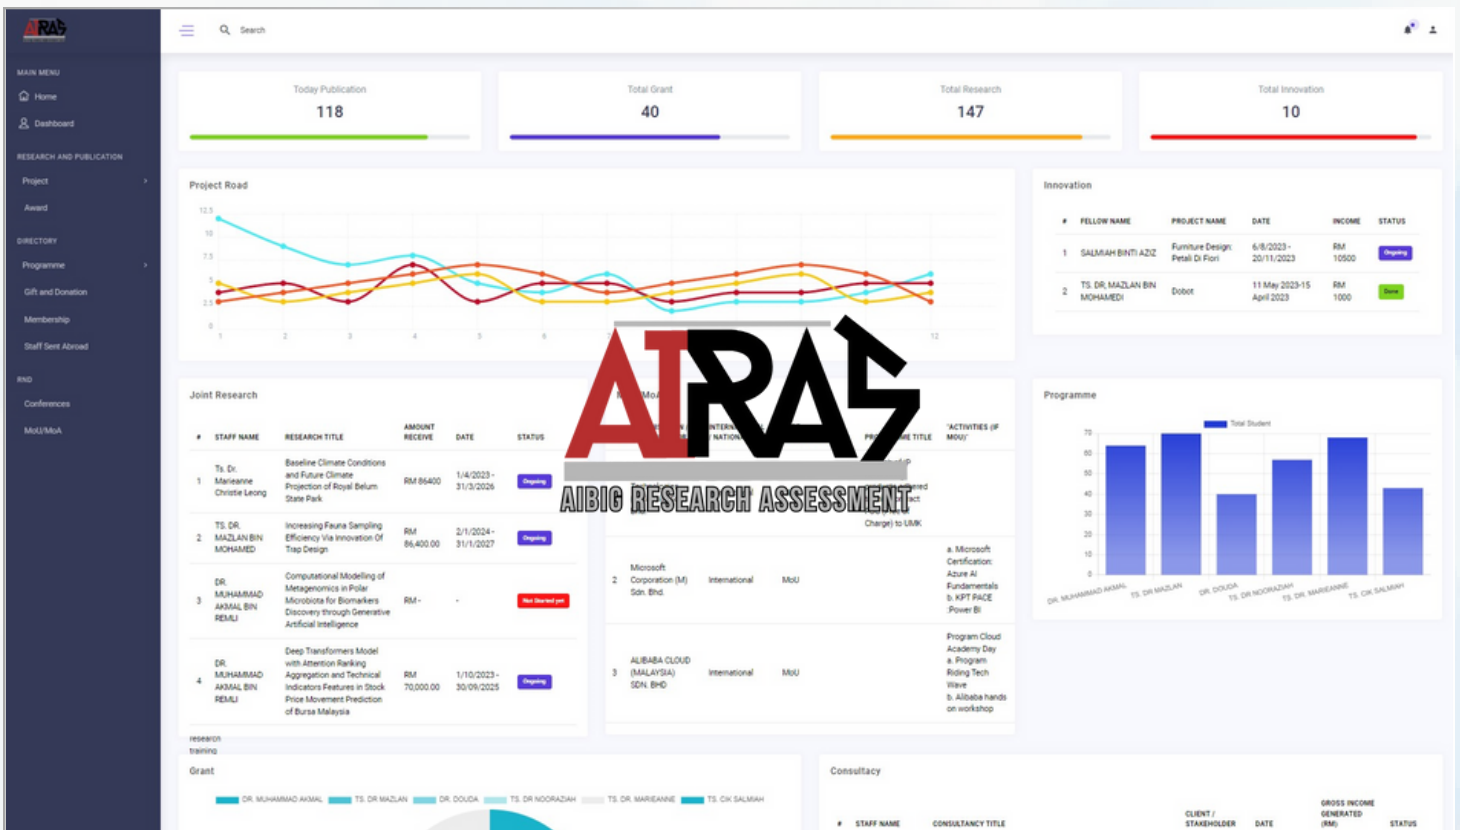 AIRAS
Search
MAIN MENU
Home
Dashboard
RESEARCH AND PUBLICATION
Project
Award
DIRECTORY
Programme
Gift and Donation
Membership
Staff Sent Abroad
RND
Conferences
MoU/MoA
Today Publication
118
Total Grant
40
Total Research
147
Total Innovation
10
Project Road
12.5
10
7.5
5
2.5
0
1 2 3 4 5 6 12
Innovation
# FELLOW NAME PROJECT NAME DATE INCOME STATUS
1 SALMIAH BINTI AZIZ Furniture Design: Petali Di Fiori 6/8/2023 - 20/11/2023 RM 10500 Ongoing
2 TS. DR, MAZLAN BIN MOHAMEDI Dobot 11 May 2023-15 April 2023 RM 1000 Done
AIRAS
AIBIG RESEARCH ASSESSMENT
Joint Research
# STAFF NAME RESEARCH TITLE AMOUNT RECEIVE DATE STATUS
1 Ts. Dr. Marieanne Christie Leong Baseline Climate Conditions and Future Climate Projection of Royal Belum State Park RM 86400 1/4/2023 - 31/3/2026 Ongoing
2 TS. DR. MAZLAN BIN MOHAMED Increasing Fauna Sampling Efficiency Via Innovation Of Trap Design RM 86,400.00 2/1/2024 - 31/1/2027 Ongoing
3 DR. MUHAMMAD AKMAL BIN REMLI Computational Modelling of Metagenomics in Polar Microbiota for Biomarkers Discovery through Generative Artificial Intelligence RM - - Not Started yet
4 DR. MUHAMMAD AKMAL BIN REMLI Deep Transformers Model with Attention Ranking Aggregation and Technical Indicators Features in Stock Price Movement Prediction of Bursa Malaysia RM 70,000.00 1/10/2023 - 30/09/2025 Ongoing
research
training
TITLE "ACTIVITIES (IF MOU)"
Charge) to UMK
2 Microsoft Corporation (M) Sdn. Bhd. International MoU a. Microsoft Certification: Azure AI Fundamentals b. KPT PACE :Power BI
3 ALIBABA CLOUD (MALAYSIA) SDN. BHD International MoU Program Cloud Academy Day a. Program Riding Tech Wave b. Alibaba hands on workshop
Programme
Total Student
70
60
50
40
30
20
10
0
DR. MUHAMMAD AKMAL TS. DR MAZLAN DR. DOUDA TS. DR NOORAZIAH TS. DR. MARIEANNE TS. CIK SALMIAH
Grant
DR. MUHAMMAD AKMAL TS. DR MAZLAN DR. DOUDA TS. DR NOORAZIAH TS. DR. MARIEANNE TS. CIK SALMIAH
Consultacy
# STAFF NAME CONSULTANCY TITLE CLIENT / STAKEHOLDER DATE GROSS INCOME GENERATED (RM) STATUS